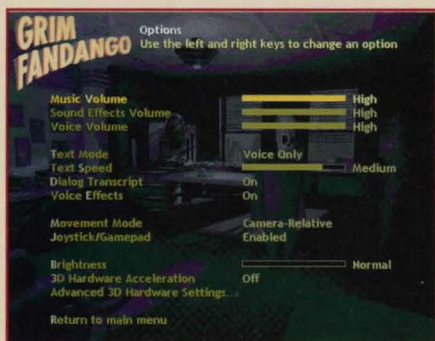 GRIM
FANDANGO
Options
Use the left and right keys to change an option
Music Volume High
Sound Effects Volume High
Voice Volume High
Text Mode Voice Only
Text Speed Medium
Dialog Transcript On
Voice Effects On
Movement Mode Camera-Relative
Joystick/Gamepad Enabled
Brightness Normal
3D Hardware Acceleration Off
Advanced 3D Hardware Settings...
Return to main menu